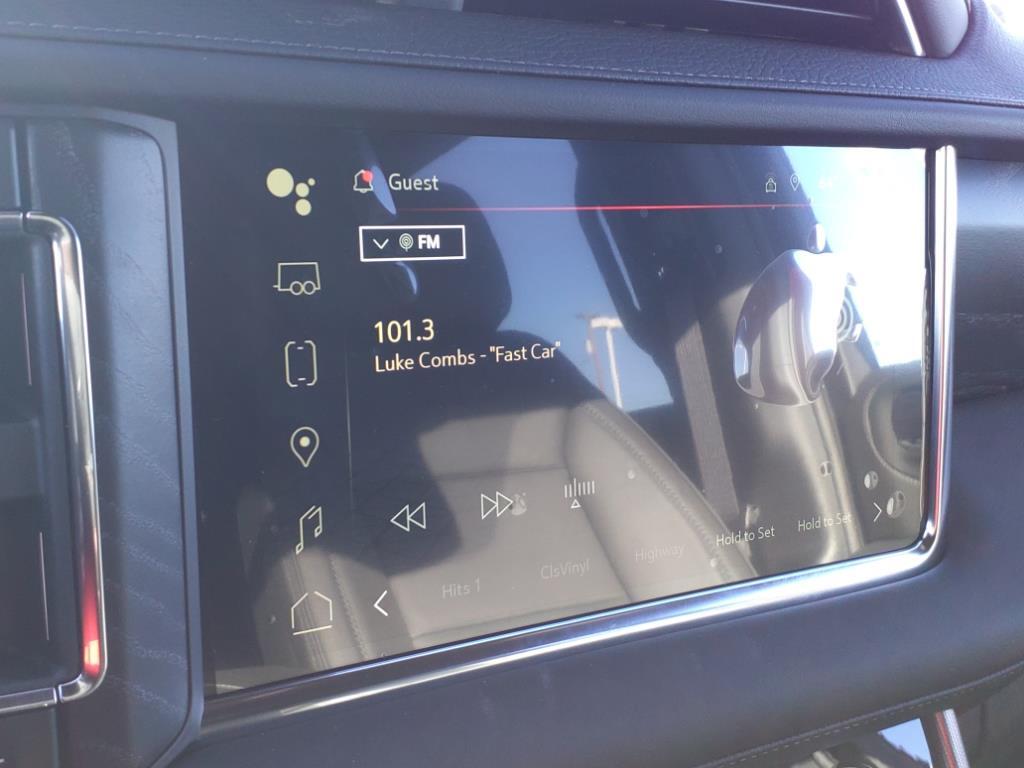 Guest
FM
101.3
Luke Combs - "Fast Car"
Hits 1
ClsVinyl
Highway
Hold to Set
Hold to Set